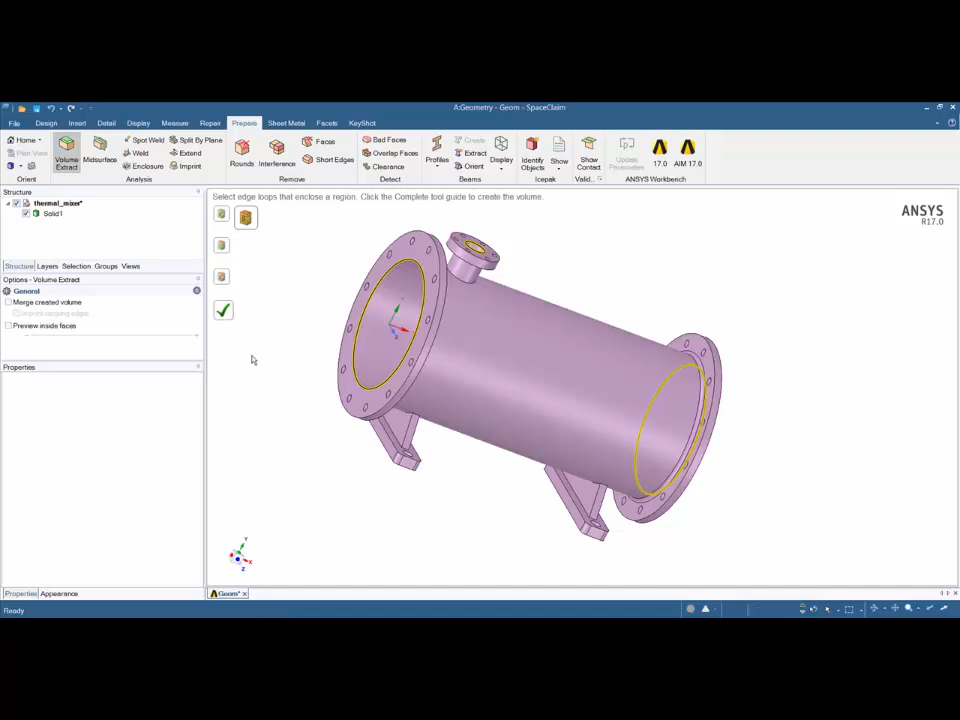 A:Geometry - Geom - SpaceClaim
File Design Insert Detail Display Measure Repair Prepare Sheet Metal Facets KeyShot
Home
Plan View
Orient
Volume Extract
Midsurface
Spot Weld
Weld
Enclosure
Split By Plane
Extend
Imprint
Analysis
Rounds
Interference
Faces
Short Edges
Remove
Bad Faces
Overlap Faces
Clearance
Detect
Profiles
Create
Extract
Orient
Display
Beams
Identify Objects
Show
Icepak
Show Contact
Valid...
Update Parameters
17.0
AIM 17.0
ANSYS Workbench
Structure
thermal_mixer*
Solid1
Structure Layers Selection Groups Views
Options - Volume Extract
General
Merge created volume
Preview inside faces
Properties
Properties Appearance
Select edge loops that enclose a region. Click the Complete tool guide to create the volume.
ANSYS
R17.0
Y
X
Z
Geom*
Ready